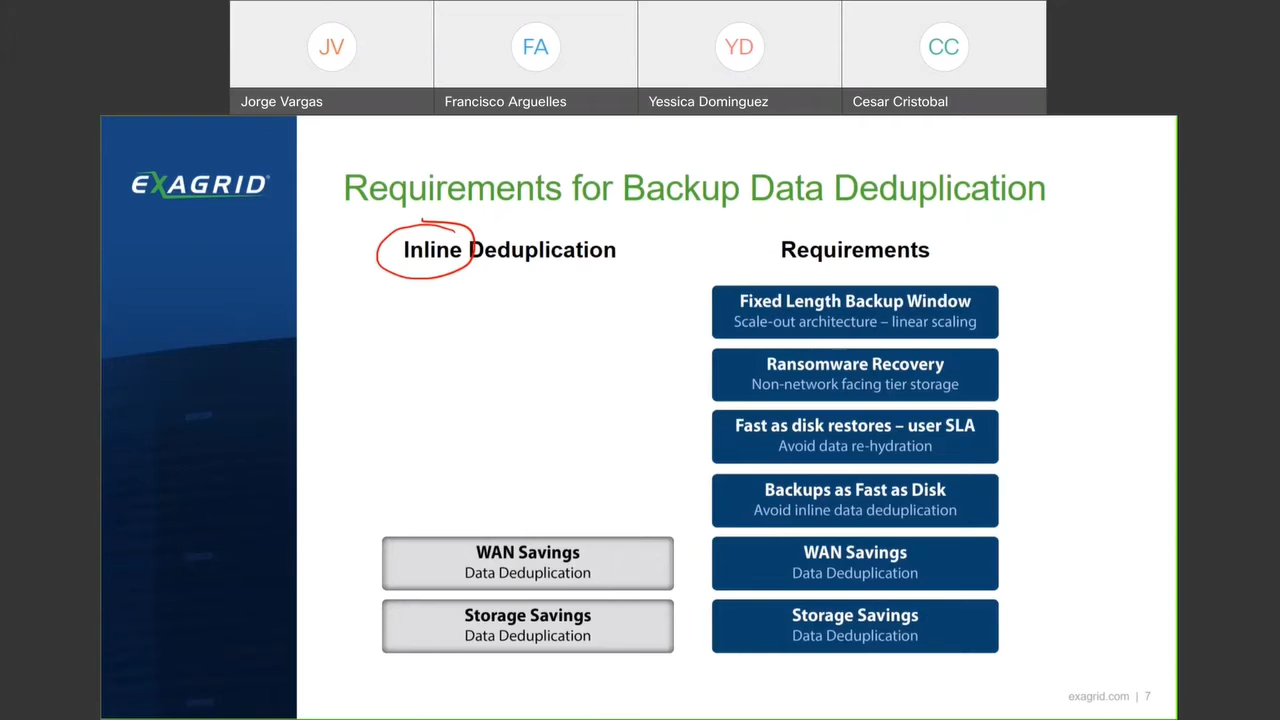 JV
FA
YD
CC
Jorge Vargas
Francisco Arguelles
Yessica Dominguez
Cesar Cristobal
EXAGRID®
Requirements for Backup Data Deduplication
Inline Deduplication
Requirements
Fixed Length Backup Window
Scale-out architecture – linear scaling
Ransomware Recovery
Non-network facing tier storage
Fast as disk restores – user SLA
Avoid data re-hydration
Backups as Fast as Disk
Avoid inline data deduplication
WAN Savings
Data Deduplication
WAN Savings
Data Deduplication
Storage Savings
Data Deduplication
Storage Savings
Data Deduplication
exagrid.com | 7